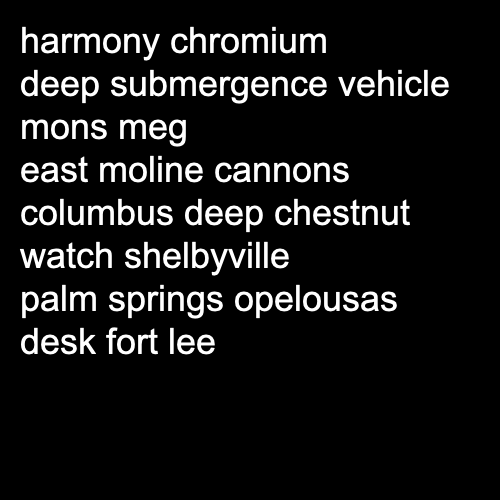 harmony chromium
deep submergence vehicle
mons meg
east moline cannons
columbus deep chestnut
watch shelbyville
palm springs opelousas
desk fort lee